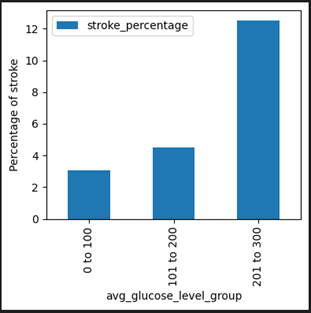 stroke_percentage
12
10
8
6
4
2
0
Percentage of stroke
0 to 100
101 to 200
201 to 300
avg_glucose_level_group